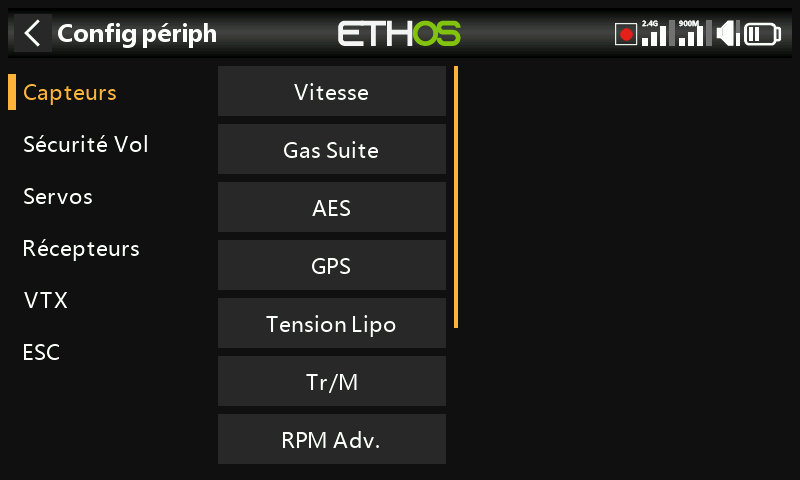 Config périph
ETHOS
2.4G
900M
Capteurs
Sécurité Vol
Servos
Récepteurs
VTX
ESC
Vitesse
Gas Suite
AES
GPS
Tension Lipo
Tr/M
RPM Adv.